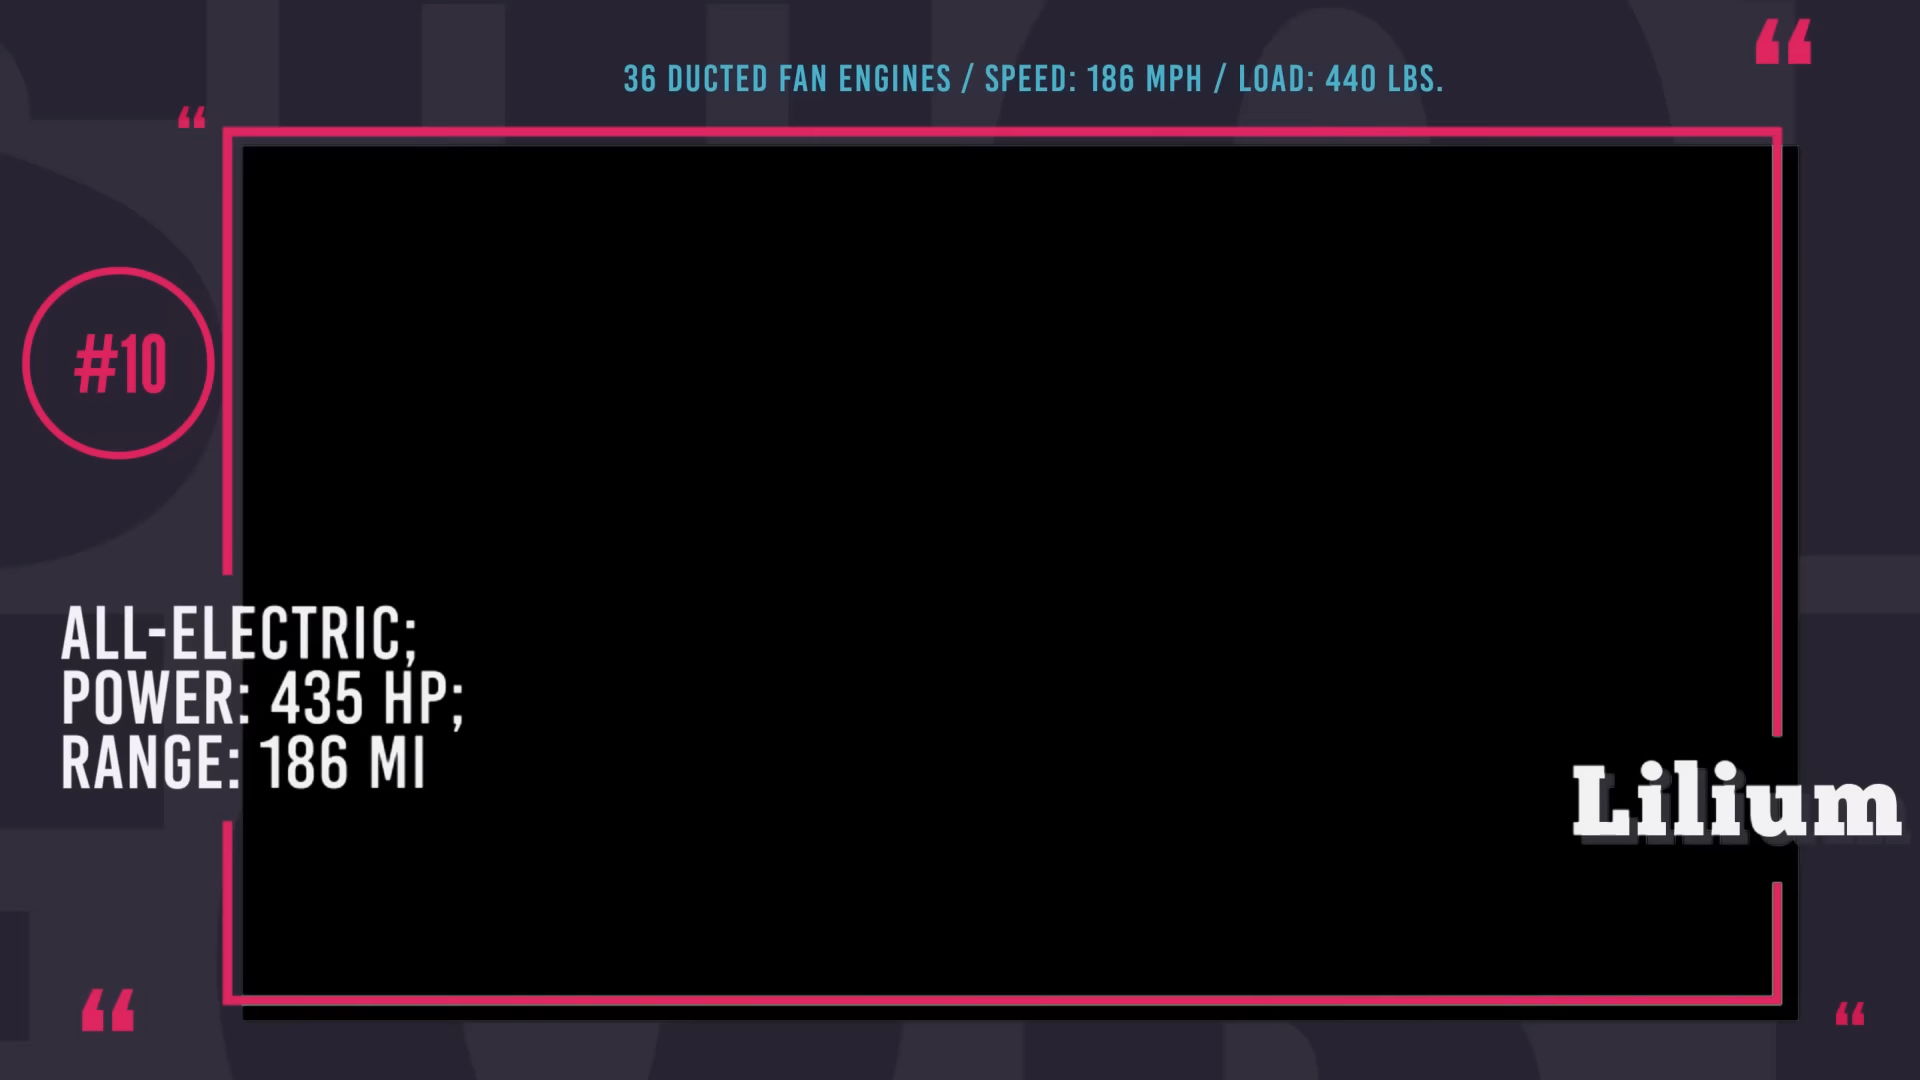 36 DUCTED FAN ENGINES / SPEED: 186 MPH / LOAD: 440 LBS.
#10
ALL-ELECTRIC;
POWER: 435 HP;
RANGE: 186 MI
Lilium